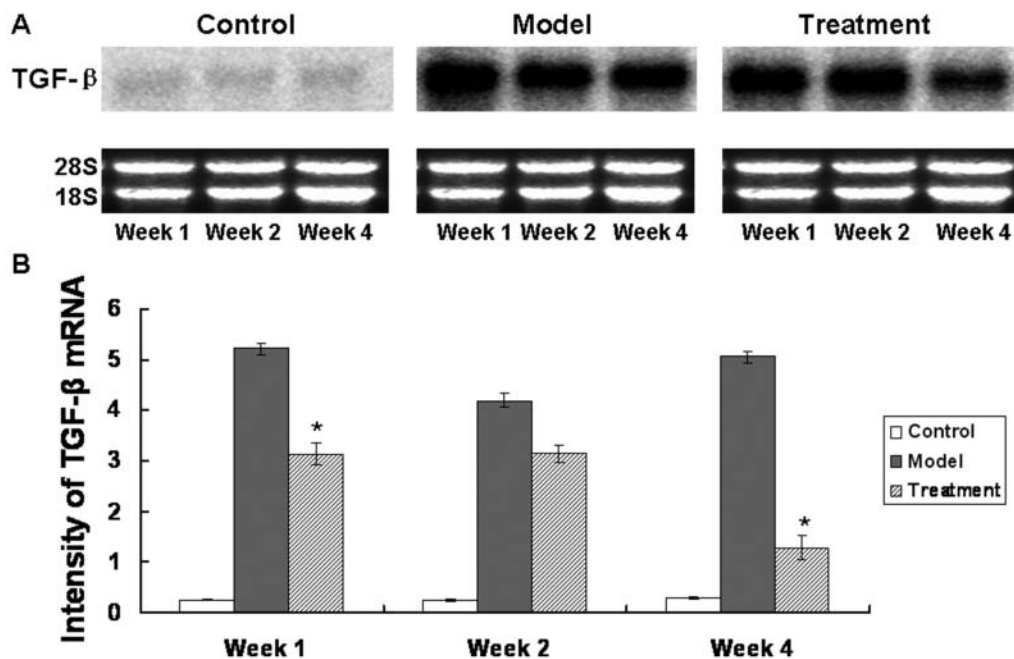 A Control Model Treatment
TGF-β
28S
18S
Week 1 Week 2 Week 4 Week 1 Week 2 Week 4 Week 1 Week 2 Week 4
B
Intensity of TGF-β mRNA
6
5
4
3
2
1
0
*
*
Week 1 Week 2 Week 4
Control
Model
Treatment